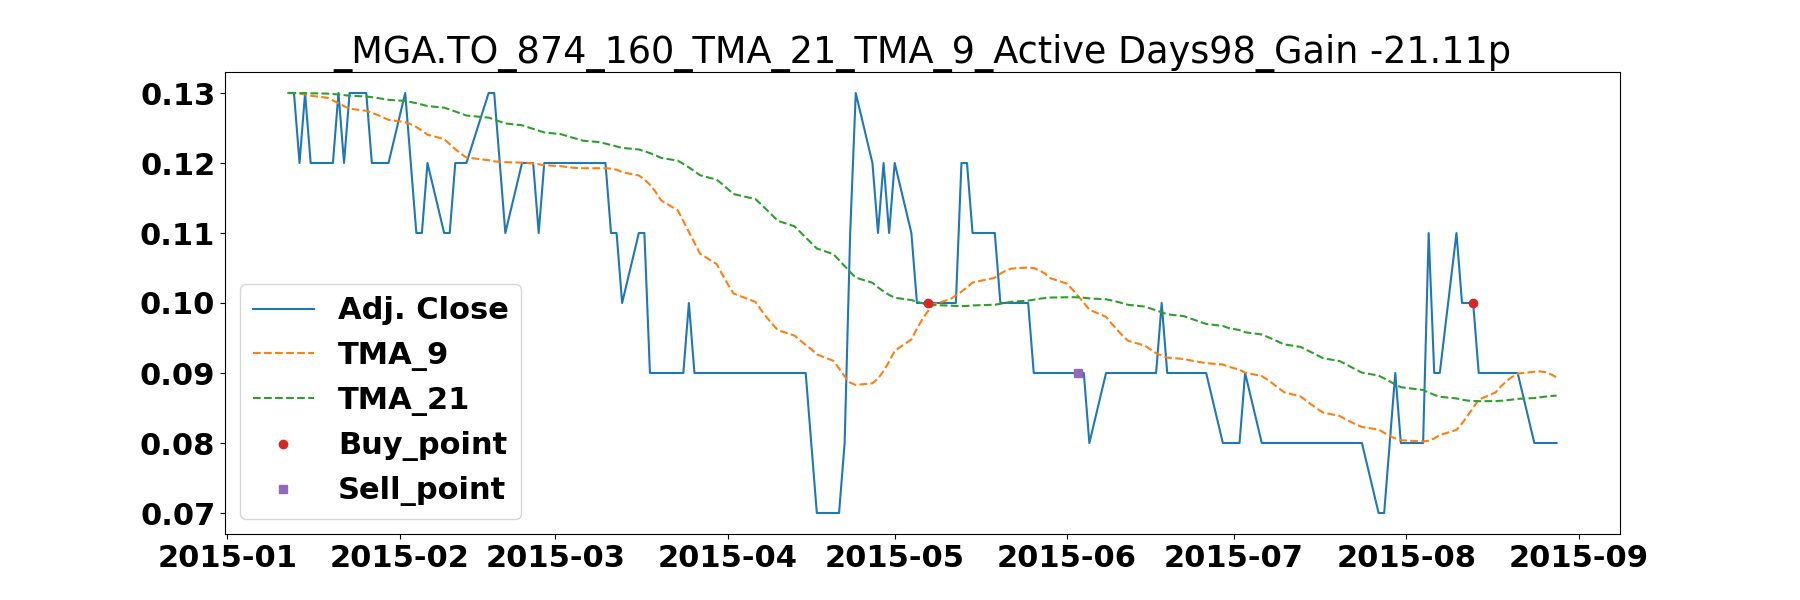 _MGA.TO_874_160_TMA_21_TMA_9_Active Days98_Gain -21.11p
0.13
0.12
0.11
0.10
0.09
0.08
0.07
Adj. Close
TMA_9
TMA_21
Buy_point
Sell_point
2015-01 2015-02 2015-03 2015-04 2015-05 2015-06 2015-07 2015-08 2015-09